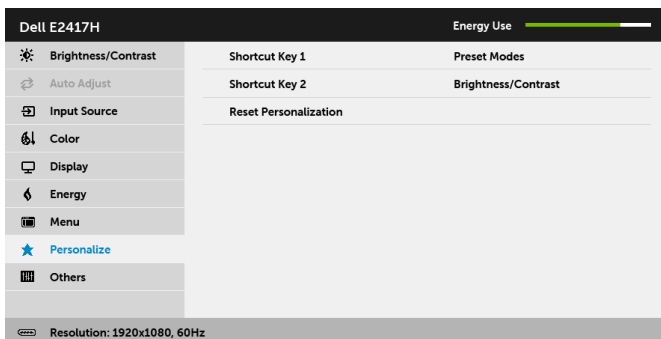 Dell E2417H
Energy Use
Brightness/Contrast
Shortcut Key 1
Preset Modes
Auto Adjust
Shortcut Key 2
Brightness/Contrast
Input Source
Reset Personalization
Color
Display
Energy
Menu
Personalize
Others
Resolution: 1920x1080, 60Hz